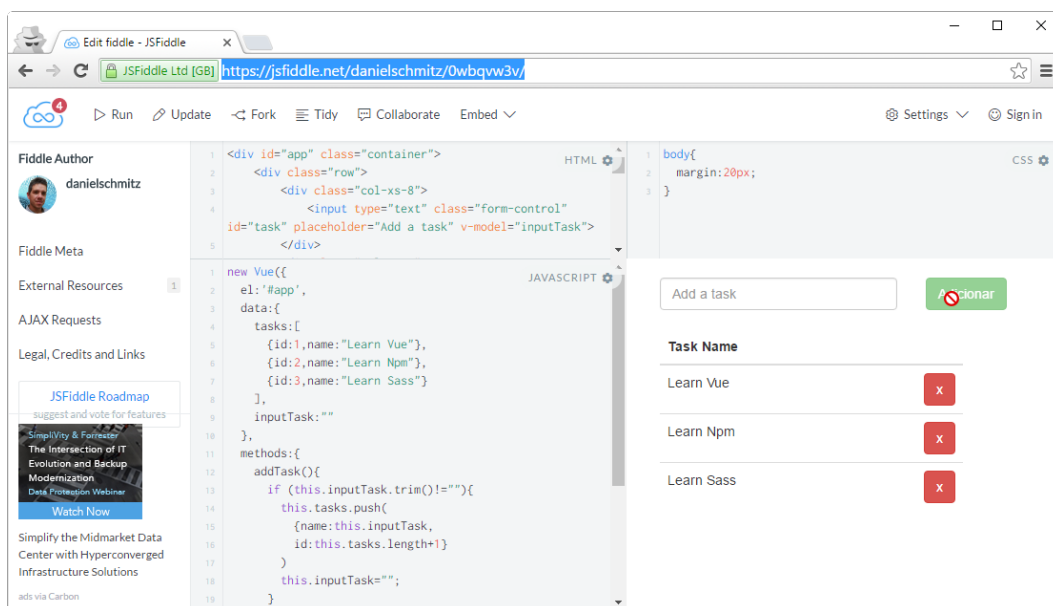 Edit fiddle - JSFiddle
JSFiddle Ltd [GB] https://jsfiddle.net/danielschmitz/0wbqvw3v/
4
Run Update Fork Tidy Collaborate Embed Settings Sign in
Fiddle Author
danielschmitz
Fiddle Meta
External Resources 1
AJAX Requests
Legal, Credits and Links
JSFiddle Roadmap
suggest and vote for features
SimpliVity & Forrester
The Intersection of IT
Evolution and Backup
Modernization
Data Protection Webinar
Watch Now
Simplify the Midmarket Data
Center with Hyperconverged
Infrastructure Solutions
ads via Carbon
HTML
1 <div id="app" class="container">
2 <div class="row">
3 <div class="col-xs-8">
4 <input type="text" class="form-control"
id="task" placeholder="Add a task" v-model="inputTask">
5 </div>
CSS
1 body{
2 margin:20px;
3 }
JAVASCRIPT
1 new Vue({
2 el:'#app',
3 data:{
4 tasks:[
5 {id:1,name:"Learn Vue"},
6 {id:2,name:"Learn Npm"},
7 {id:3,name:"Learn Sass"}
8 ],
9 inputTask:""
10 },
11 methods:{
12 addTask(){
13 if (this.inputTask.trim()!=""){
14 this.tasks.push(
15 {name:this.inputTask,
16 id:this.tasks.length+1}
17 )
18 this.inputTask="";
19 }
Add a task
Adicionar
Task Name
Learn Vue x
Learn Npm x
Learn Sass x